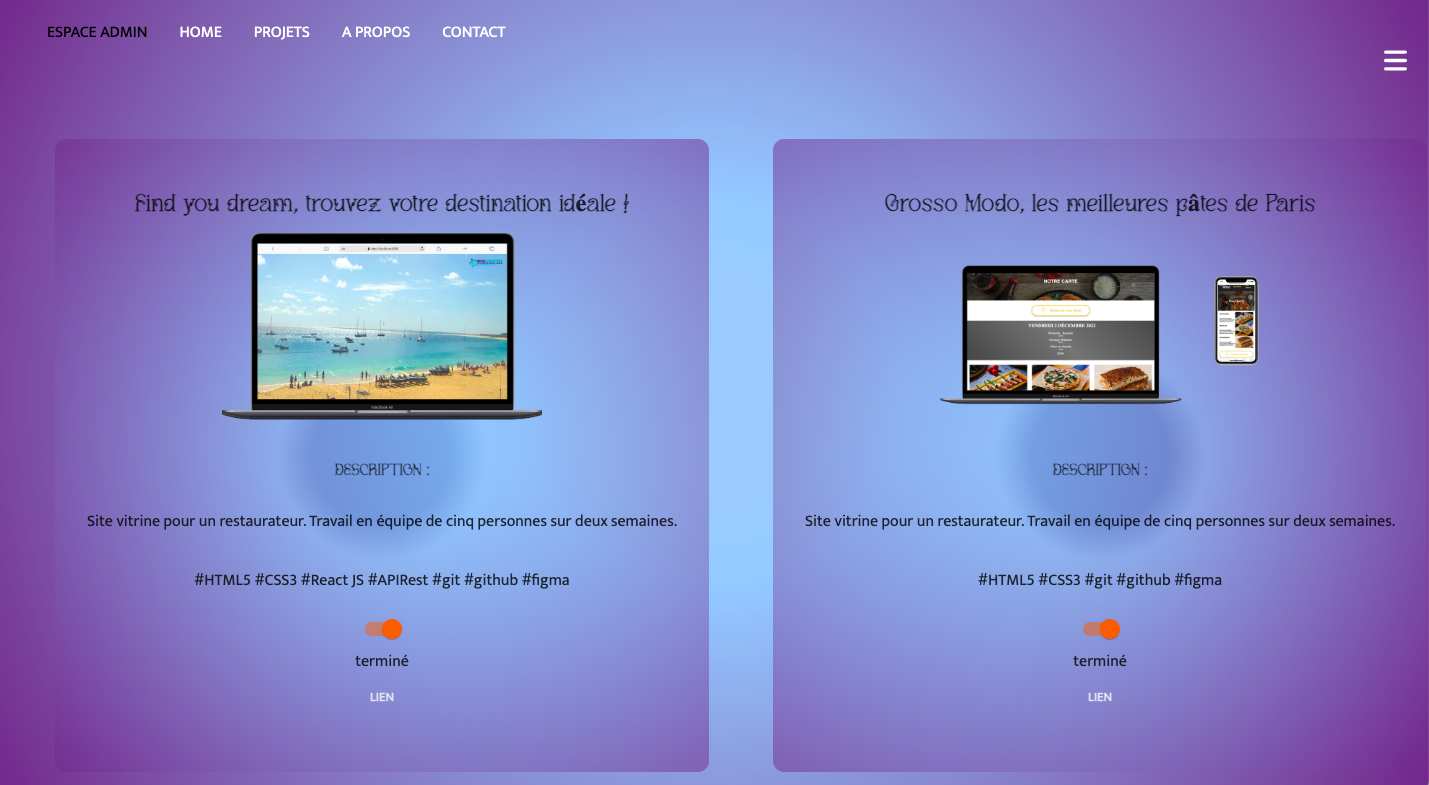 ESPACE ADMIN HOME PROJETS A PROPOS CONTACT
Find you dream, trouvez votre destination idéale !
DESCRIPTION :
Site vitrine pour un restaurateur. Travail en équipe de cinq personnes sur deux semaines.
#HTML5 #CSS3 #React JS #APIRest #git #github #figma
terminé
LIEN
Grosso Modo, les meilleures pâtes de Paris
NOTRE CARTE
VENDREDI 2 DÉCEMBRE 2022
DESCRIPTION :
Site vitrine pour un restaurateur. Travail en équipe de cinq personnes sur deux semaines.
#HTML5 #CSS3 #git #github #figma
terminé
LIEN